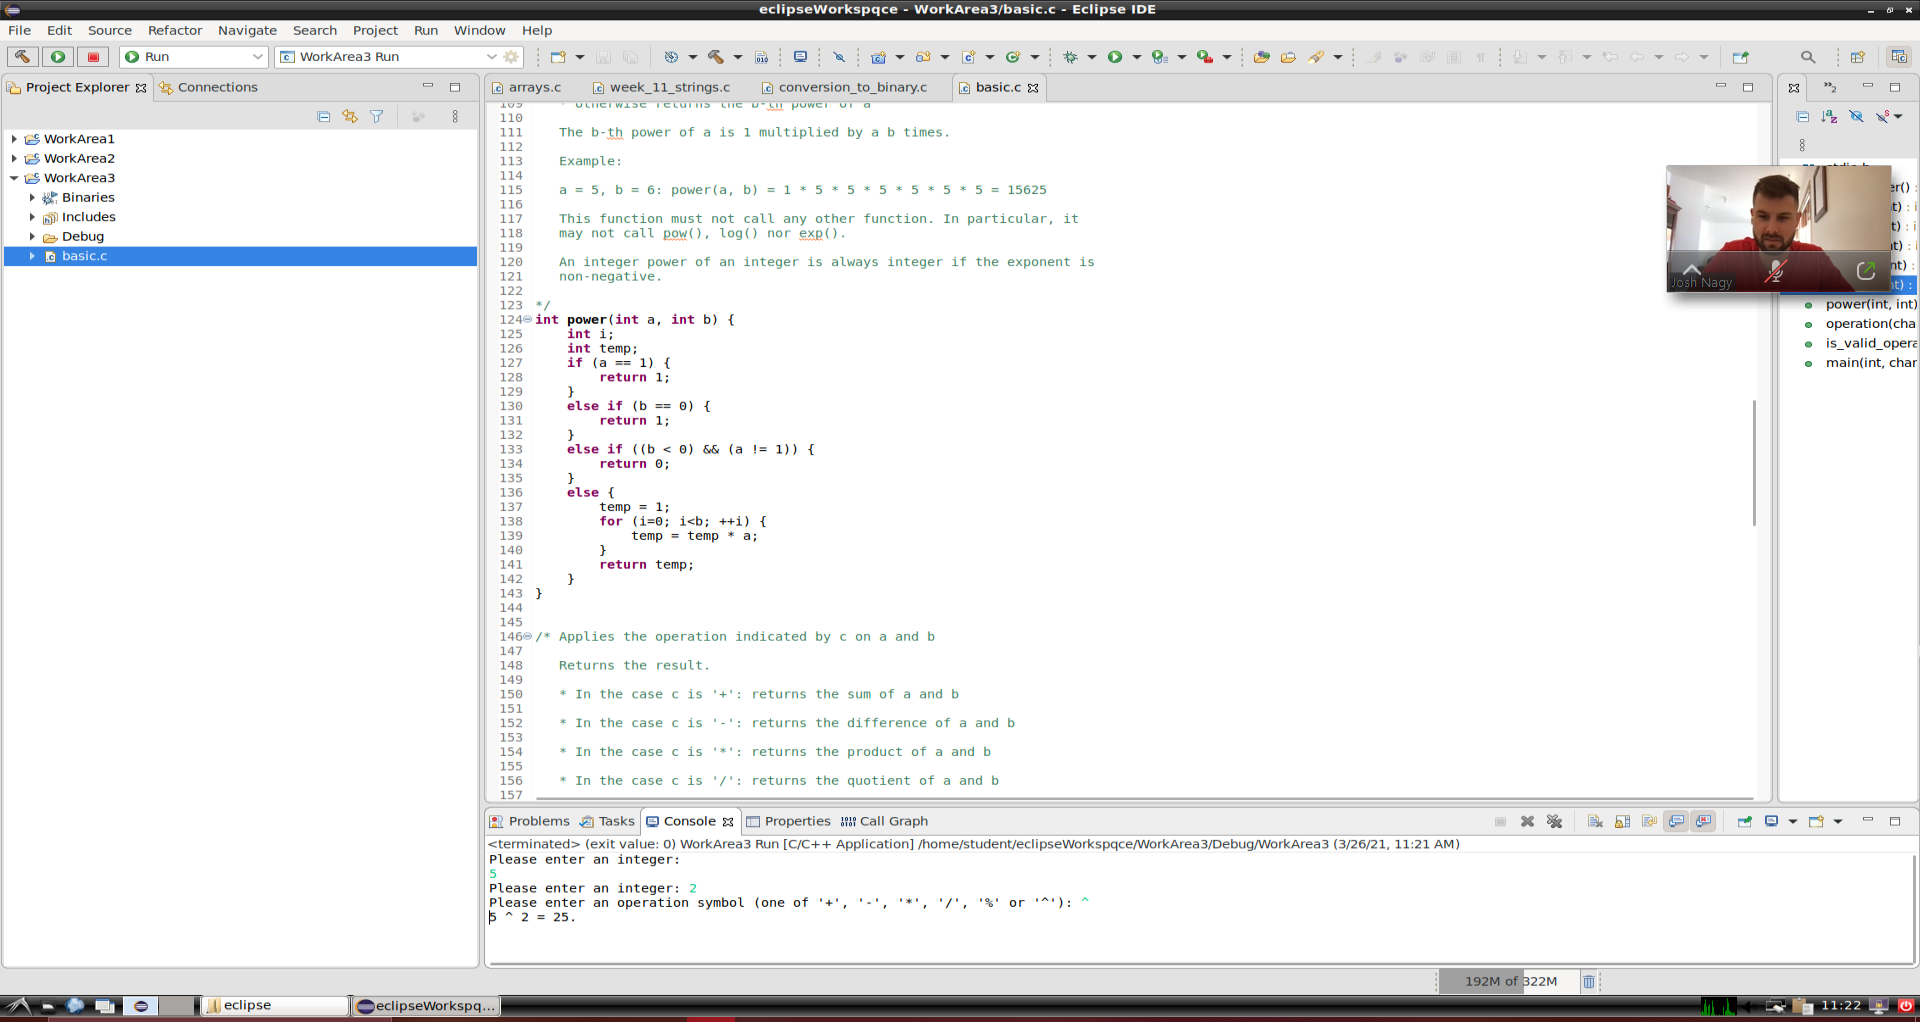 eclipseWorkspqce - WorkArea3/basic.c - Eclipse IDE
File Edit Source Refactor Navigate Search Project Run Window Help
Run
WorkArea3 Run
Project Explorer
Connections
WorkArea1
WorkArea2
WorkArea3
Binaries
Includes
Debug
basic.c
arrays.c week_11_strings.c conversion_to_binary.c basic.c
109 * otherwise returns the b-th power of a
110
111 The b-th power of a is 1 multiplied by a b times.
112
113 Example:
114
115 a = 5, b = 6: power(a, b) = 1 * 5 * 5 * 5 * 5 * 5 * 5 = 15625
116
117 This function must not call any other function. In particular, it
118 may not call pow(), log() nor exp().
119
120 An integer power of an integer is always integer if the exponent is
121 non-negative.
122
123 */
124 int power(int a, int b) {
125 int i;
126 int temp;
127 if (a == 1) {
128 return 1;
129 }
130 else if (b == 0) {
131 return 1;
132 }
133 else if ((b < 0) && (a != 1)) {
134 return 0;
135 }
136 else {
137 temp = 1;
138 for (i=0; i<b; ++i) {
139 temp = temp * a;
140 }
141 return temp;
142 }
143 }
144
145
146 /* Applies the operation indicated by c on a and b
147
148 Returns the result.
149
150 * In the case c is '+': returns the sum of a and b
151
152 * In the case c is '-': returns the difference of a and b
153
154 * In the case c is '*': returns the product of a and b
155
156 * In the case c is '/': returns the quotient of a and b
157
Josh Nagy
power(int, int)
operation(cha
is_valid_opera
main(int, char
Problems Tasks Console Properties Call Graph
<terminated> (exit value: 0) WorkArea3 Run [C/C++ Application] /home/student/eclipseWorkspqce/WorkArea3/Debug/WorkArea3 (3/26/21, 11:21 AM)
Please enter an integer:
5
Please enter an integer: 2
Please enter an operation symbol (one of '+', '-', '*', '/', '%' or '^'): ^
5 ^ 2 = 25.
192M of 322M
eclipse
eclipseWorkspq...
11:22